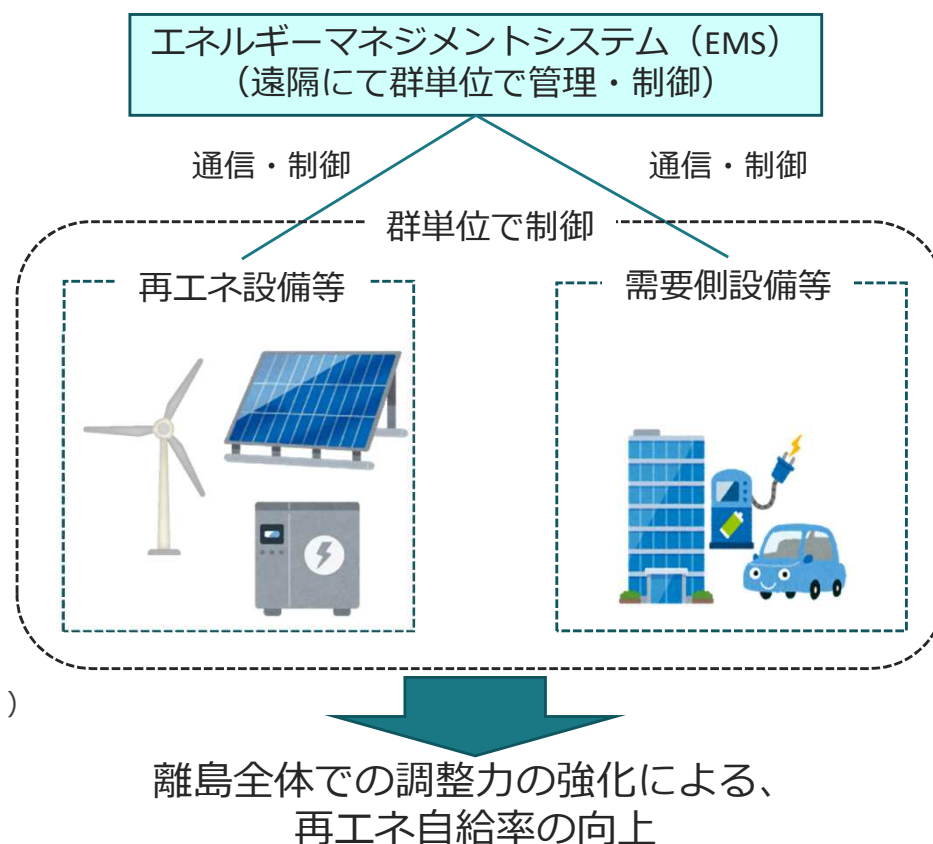 エネルギーマネジメントシステム（EMS）
（遠隔にて群単位で管理・制御）
通信・制御
通信・制御
群単位で制御
再エネ設備等
需要側設備等
）
離島全体での調整力の強化による、
再エネ自給率の向上